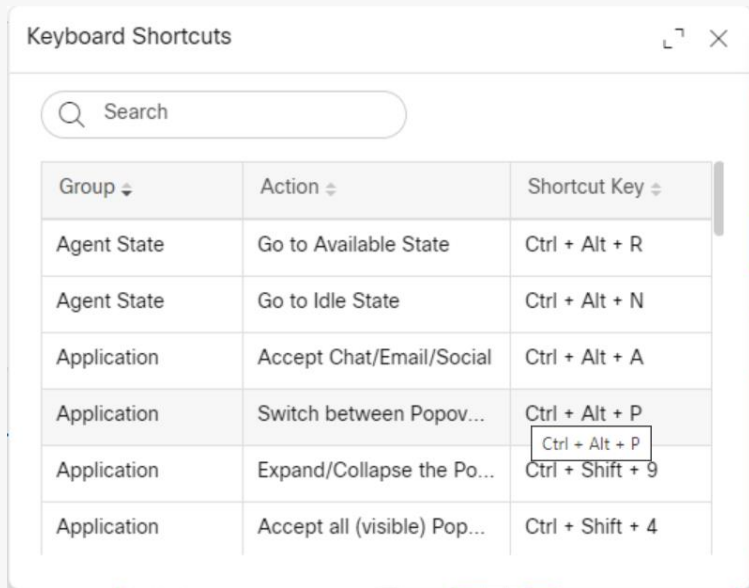 Keyboard Shortcuts
Search
Group Action Shortcut Key
Agent State Go to Available State Ctrl + Alt + R
Agent State Go to Idle State Ctrl + Alt + N
Application Accept Chat/Email/Social Ctrl + Alt + A
Application Switch between Popov... Ctrl + Alt + P
Ctrl + Alt + P
Application Expand/Collapse the Po... Ctrl + Shift + 9
Application Accept all (visible) Pop... Ctrl + Shift + 4